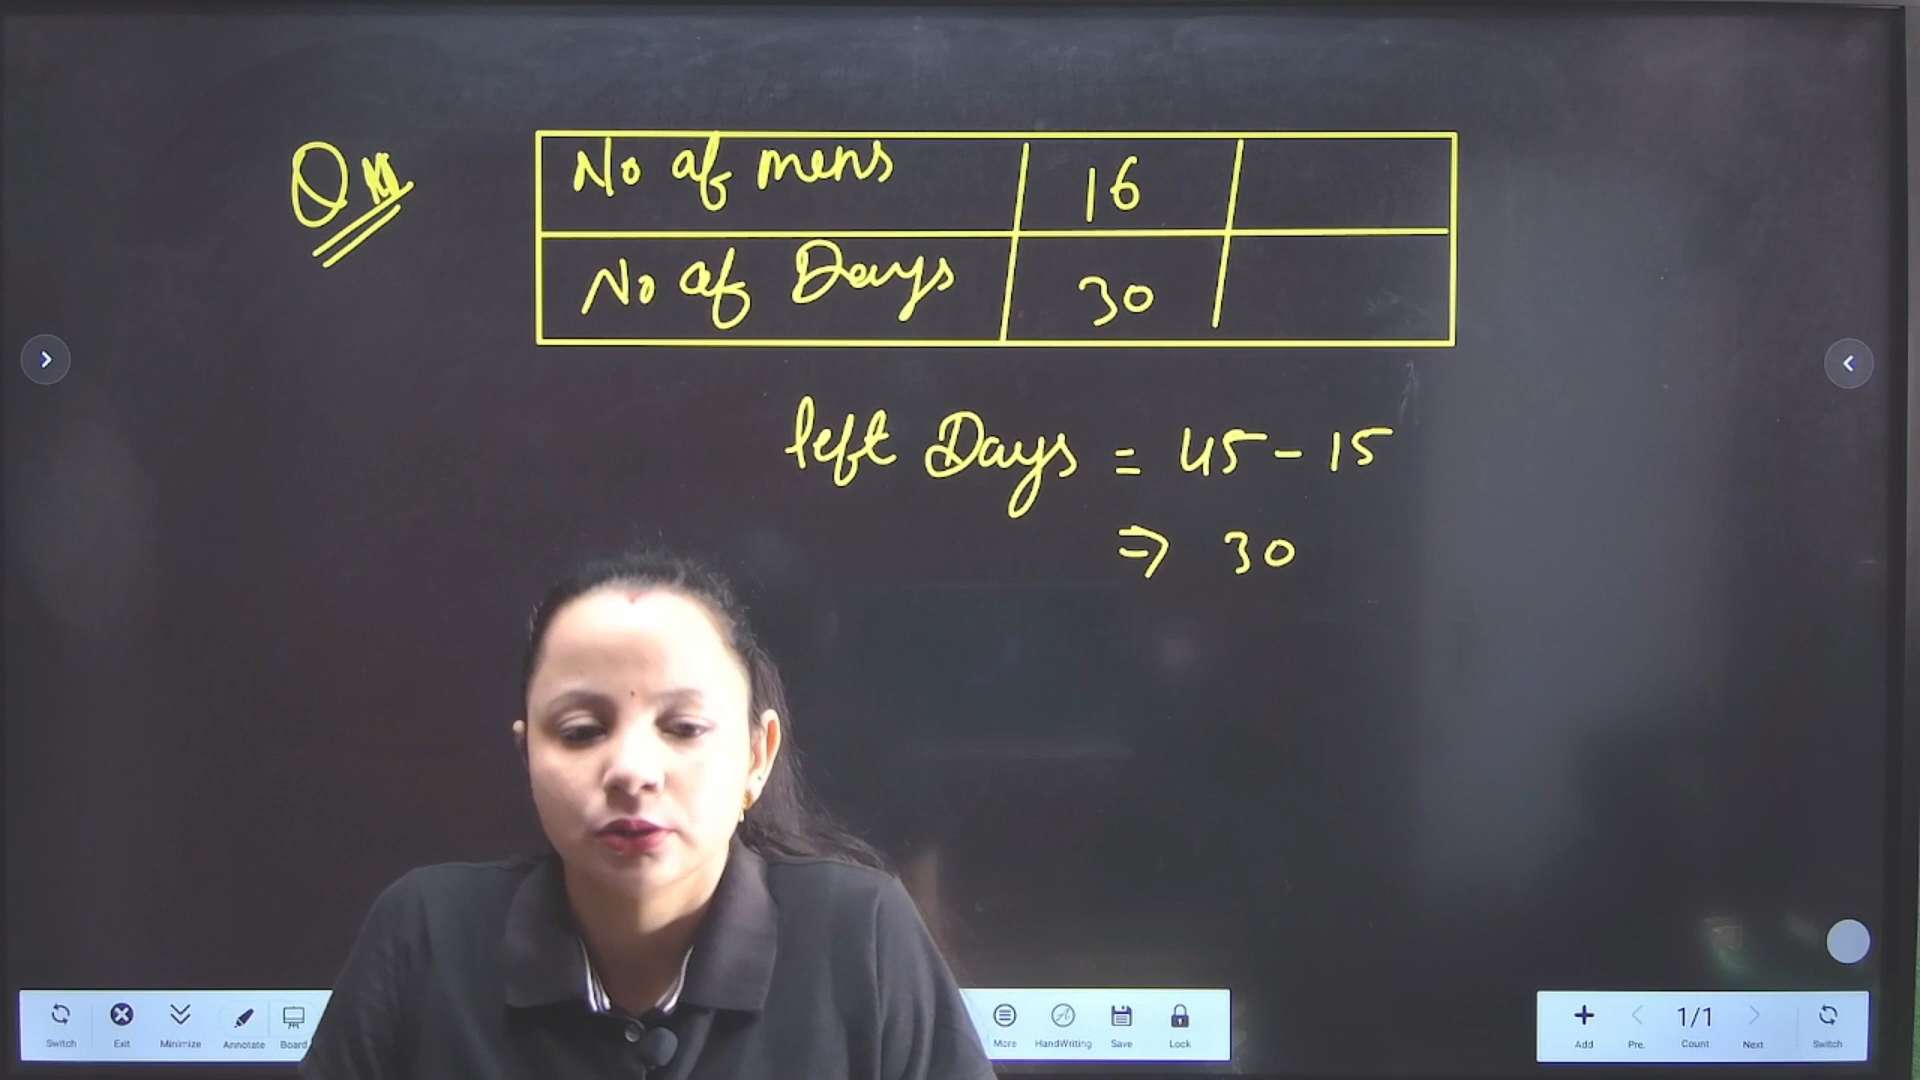 No of mens 16
No of Days 30
left Days = 45 - 15
⇒ 30
Switch Exit Minimize Annotate Board More HandWriting Save Lock
Add Pre. 1/1 Count Next Switch